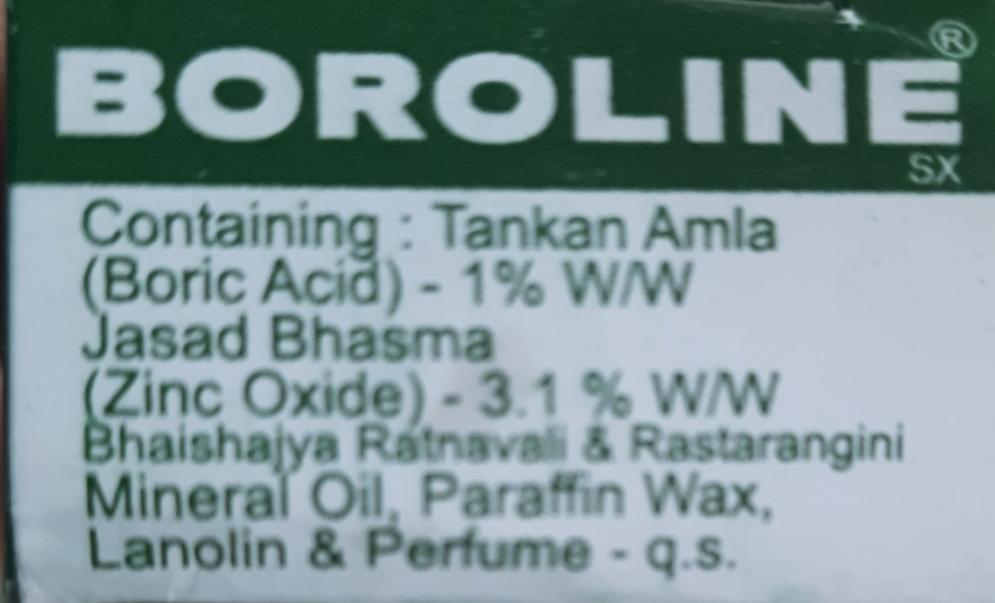 BOROLINE®
SX
Containing : Tankan Amla
(Boric Acid) - 1% W/W
Jasad Bhasma
(Zinc Oxide) - 3.1 % W/W
Bhaishajya Ratnavali & Rastarangini
Mineral Oil, Paraffin Wax,
Lanolin & Perfume - q.s.